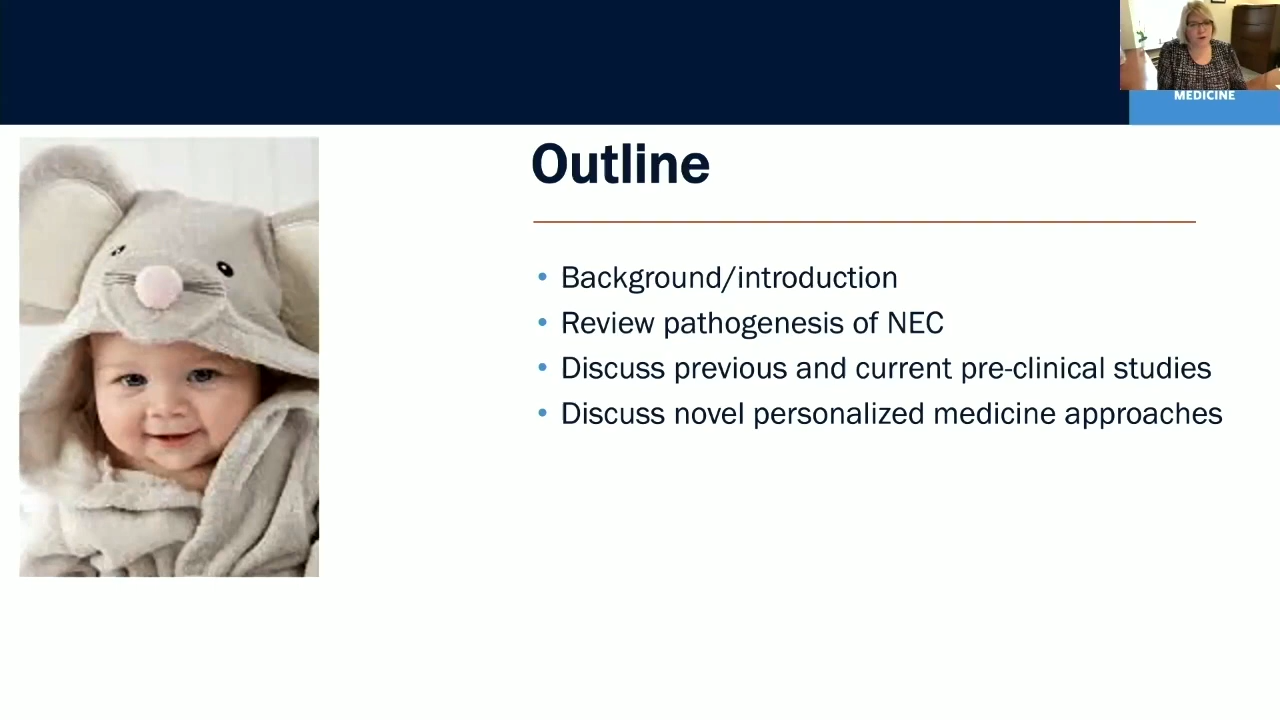 MEDICINE
Outline
• Background/introduction
• Review pathogenesis of NEC
• Discuss previous and current pre-clinical studies
• Discuss novel personalized medicine approaches